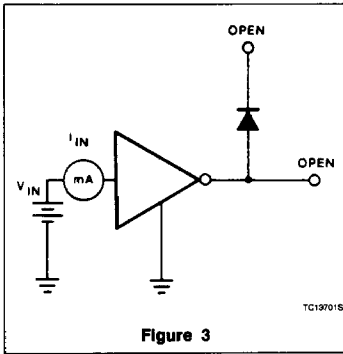 OPEN
I IN
V IN
mA
OPEN
TC13701S
Figure 3